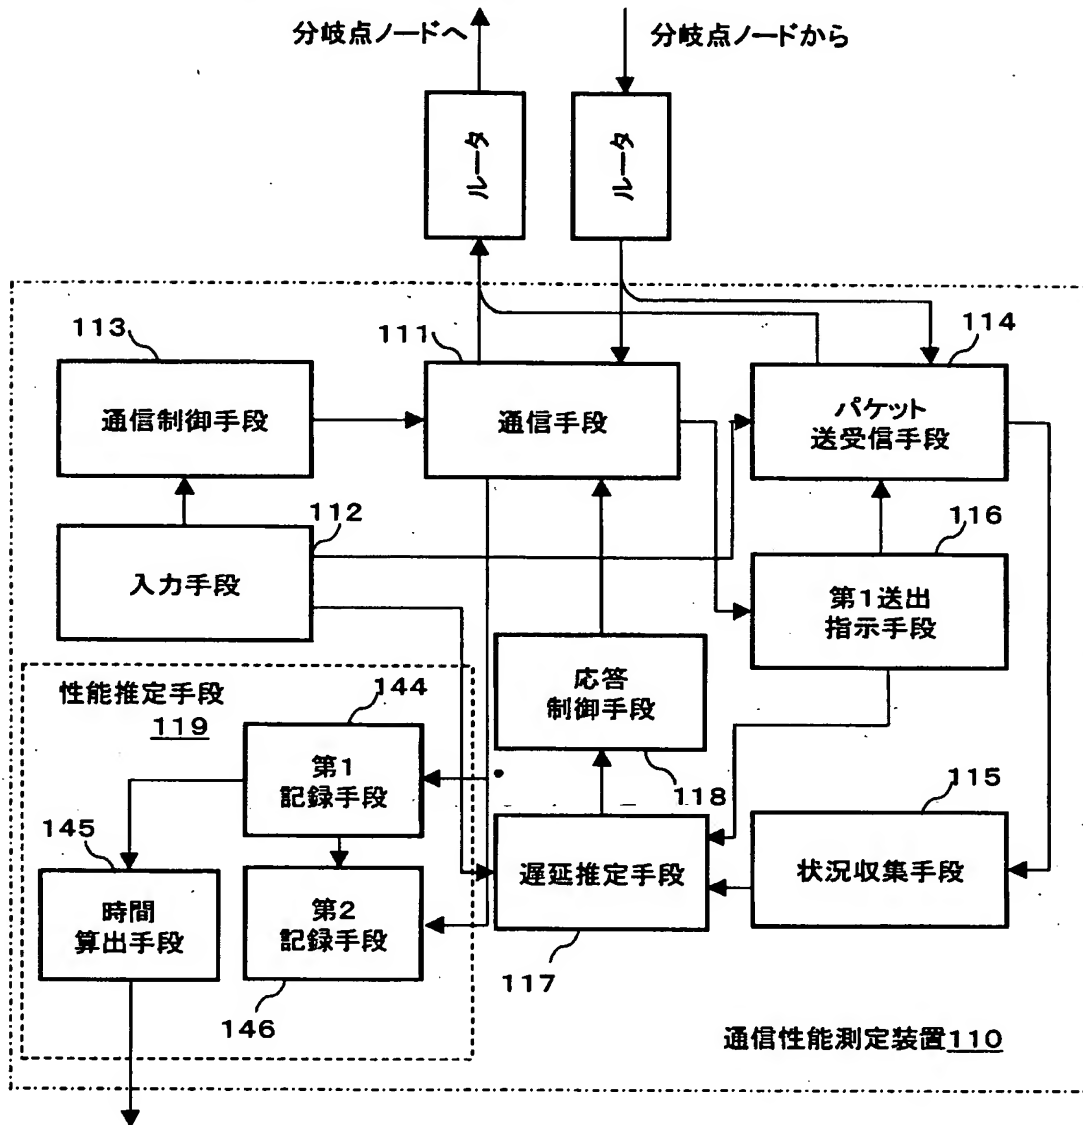 分岐点ノードへ
分岐点ノードから
ルータ
ルータ
113
111
114
通信制御手段
通信手段
パケット
送受信手段
112
116
入力手段
第1送出
指示手段
性能推定手段
119
144
応答
制御手段
第1
記録手段
118
115
145
遅延推定手段
状況収集手段
時間
算出手段
第2
記録手段
117
146
通信性能測定装置110